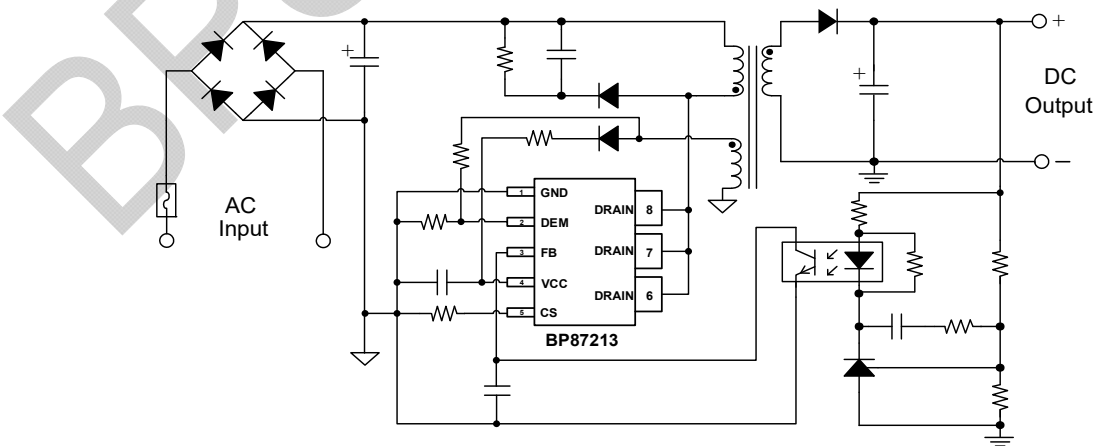 +
+
+
DC
Output
−
AC
Input
1 GND
2 DEM
3 FB
4 VCC
5 CS
DRAIN 8
DRAIN 7
DRAIN 6
BP87213